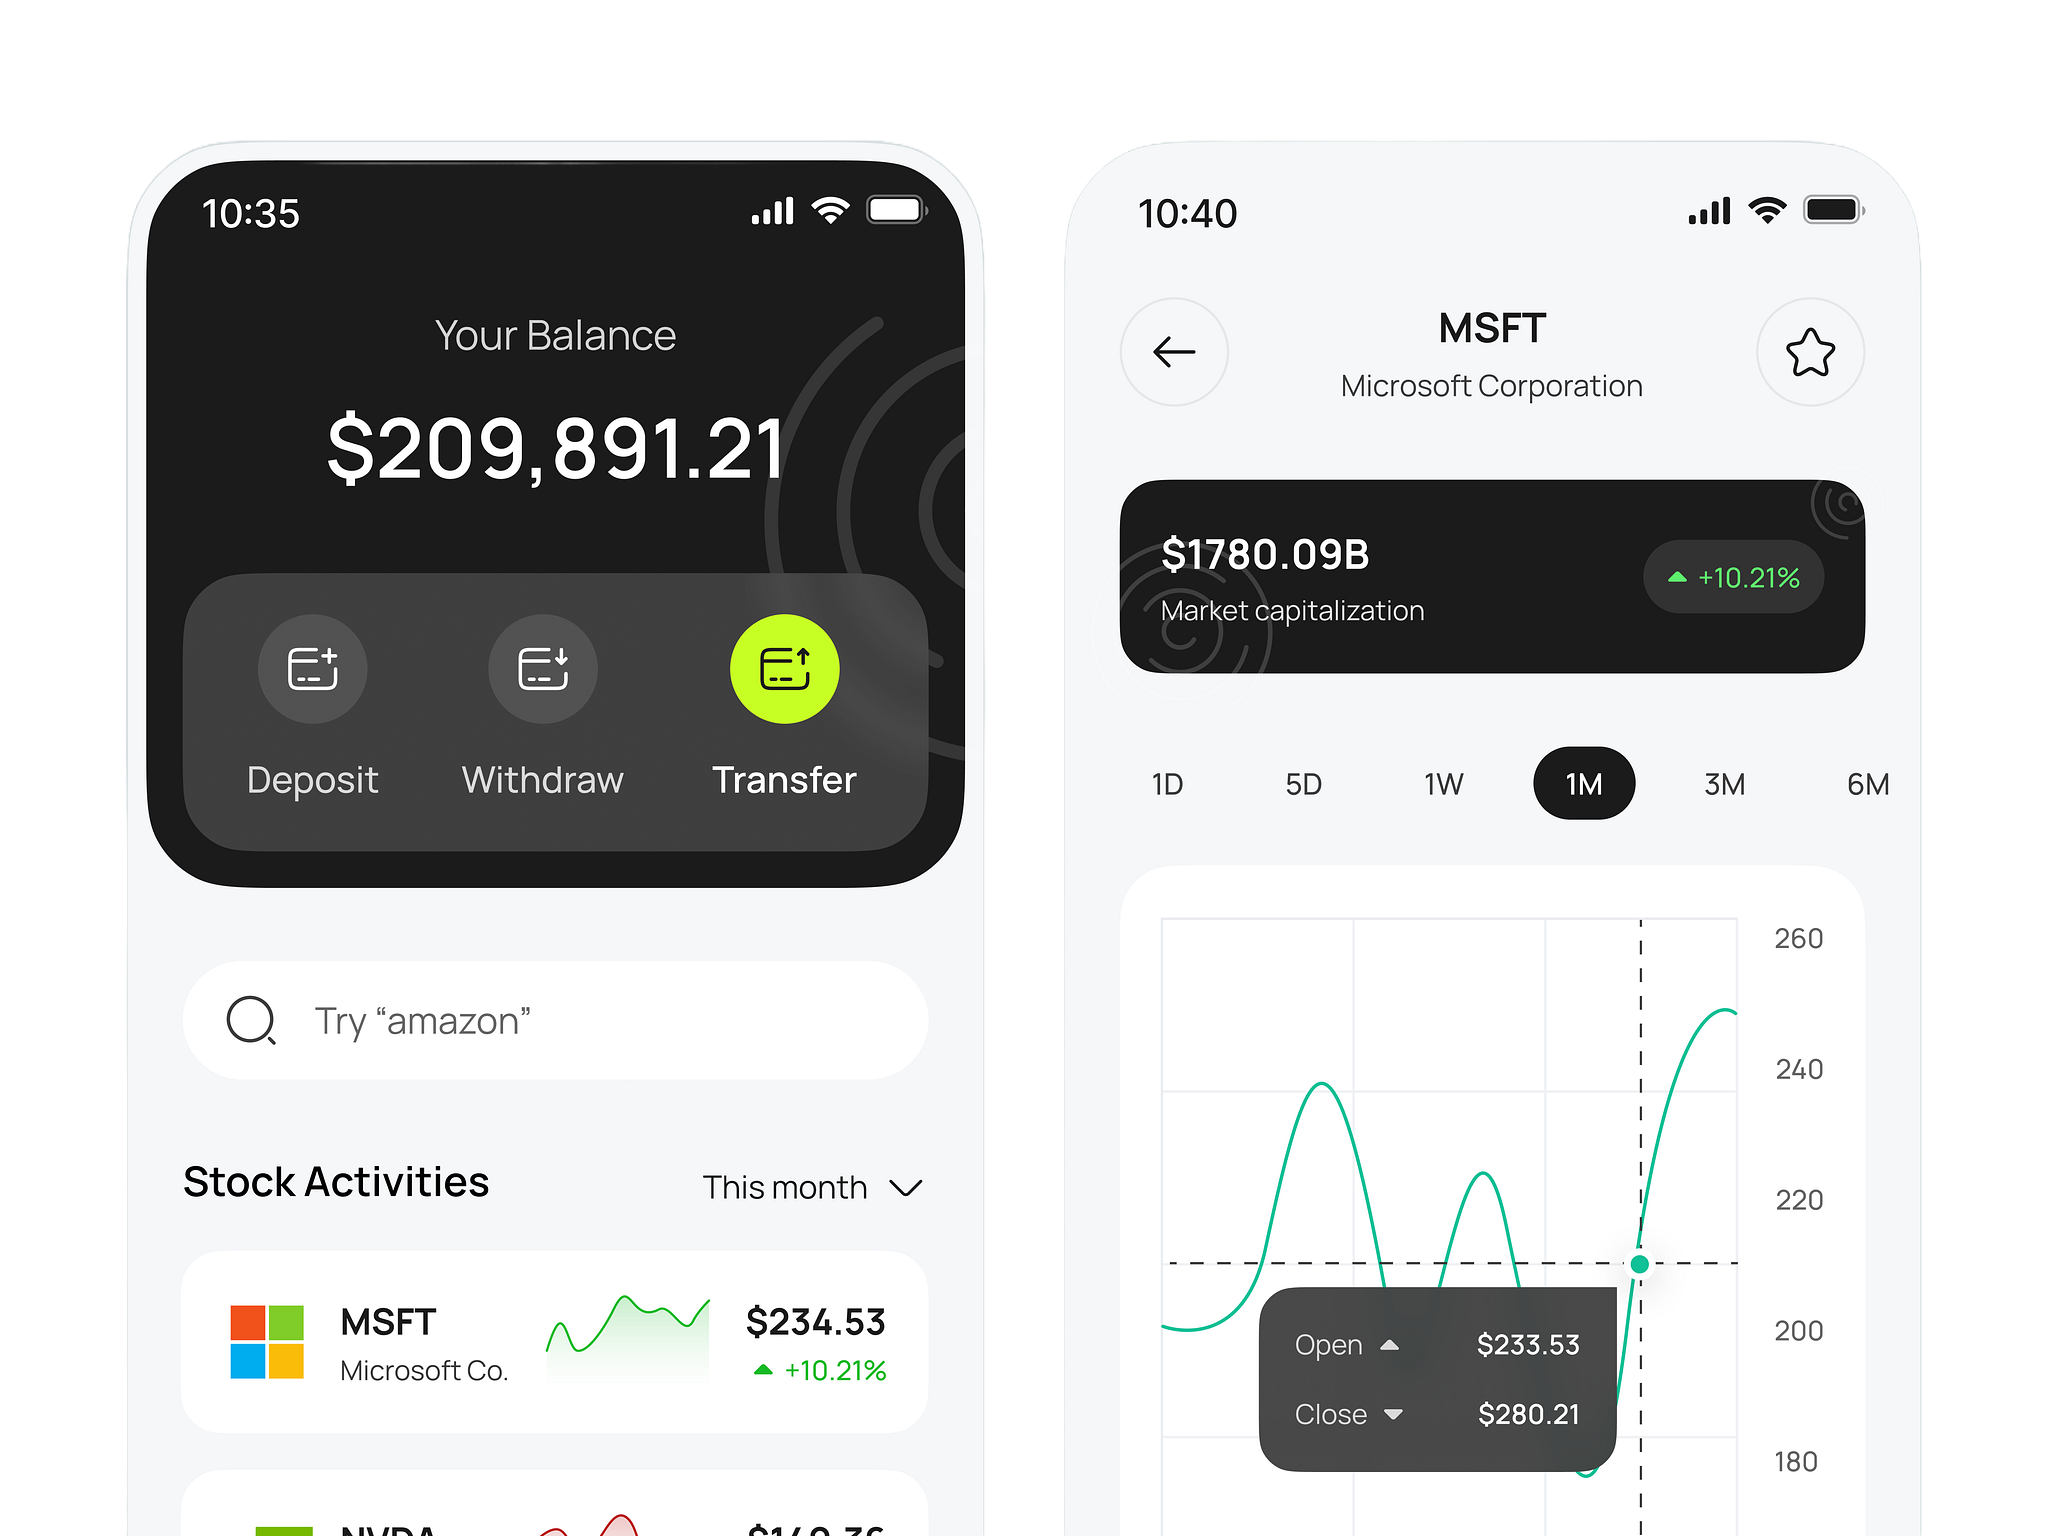 10:35
Your Balance
$209,891.21
Deposit
Withdraw
Transfer
Try “amazon”
Stock Activities
This month
MSFT
$234.53
Microsoft Co.
+10.21%
NVDA
10:40
MSFT
Microsoft Corporation
$1780.09B
Market capitalization
+10.21%
1D 5D 1W 1M 3M 6M
260
240
220
200
180
Open $233.53
Close $280.21